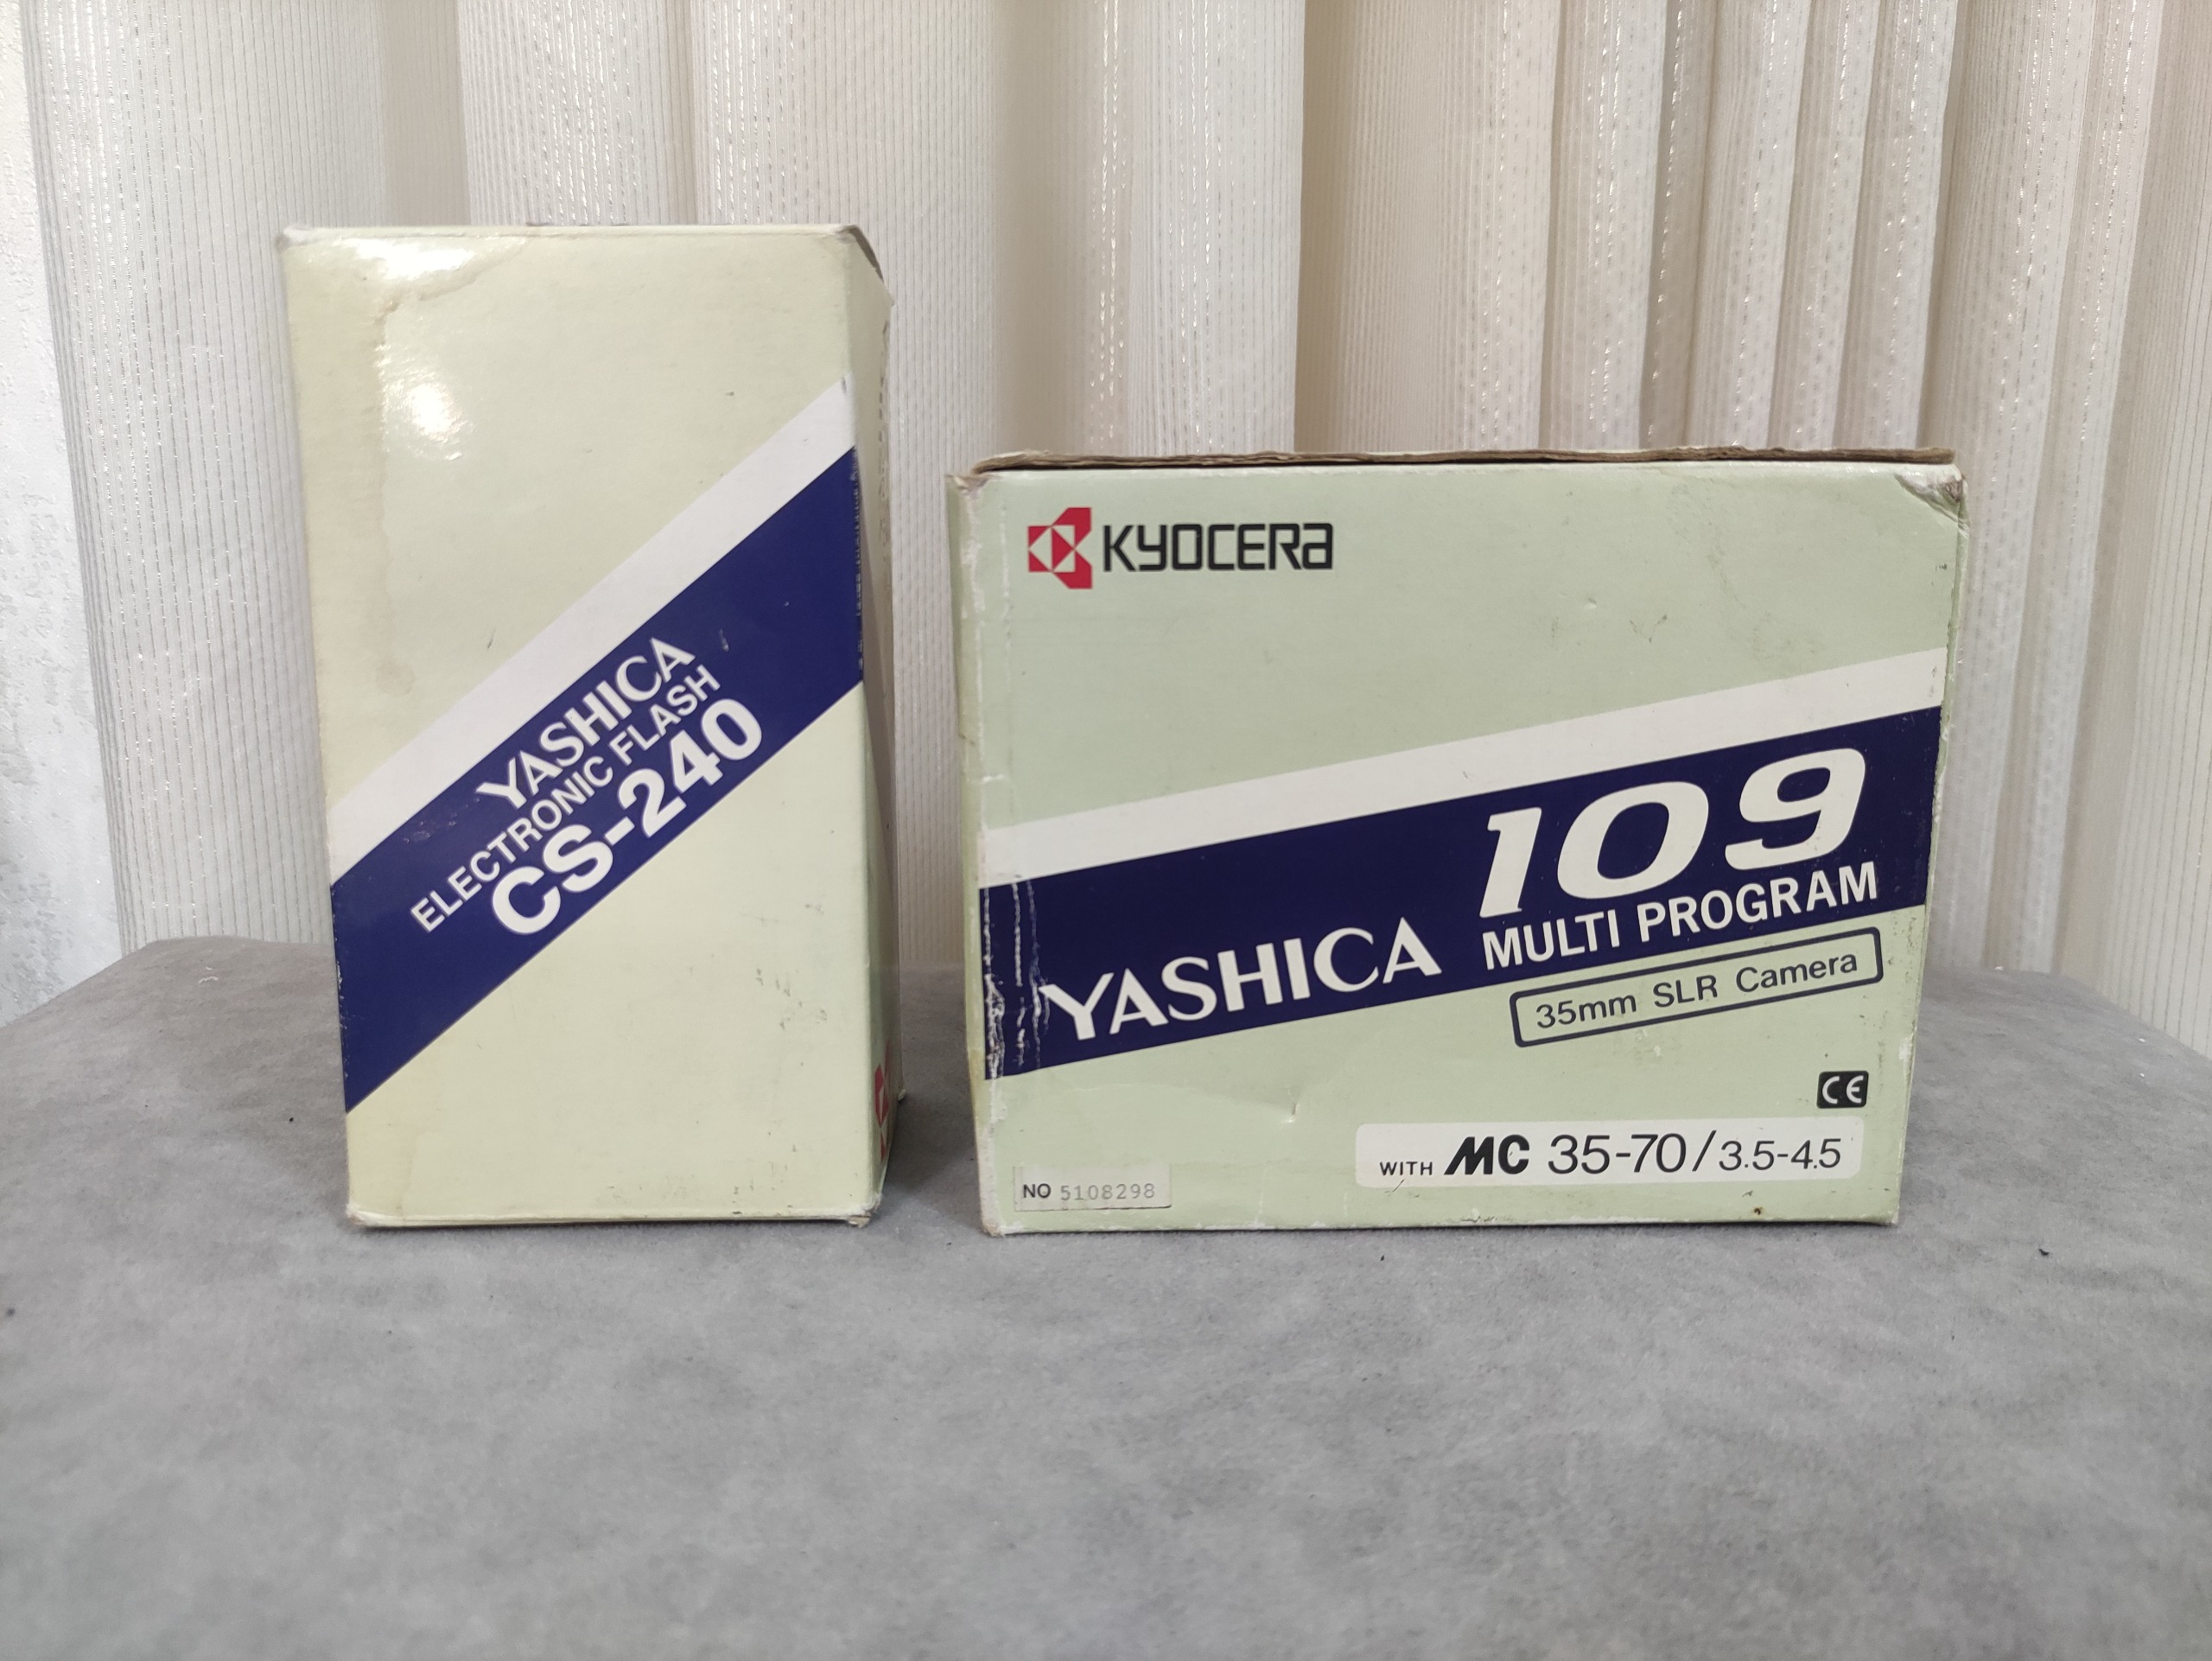 YASHICA
ELECTRONIC FLASH
CS-240
KYOCERA
109
YASHICA MULTI PROGRAM
35mm SLR Camera
CE
WITH MC 35-70/3.5-4.5
NO 5108298